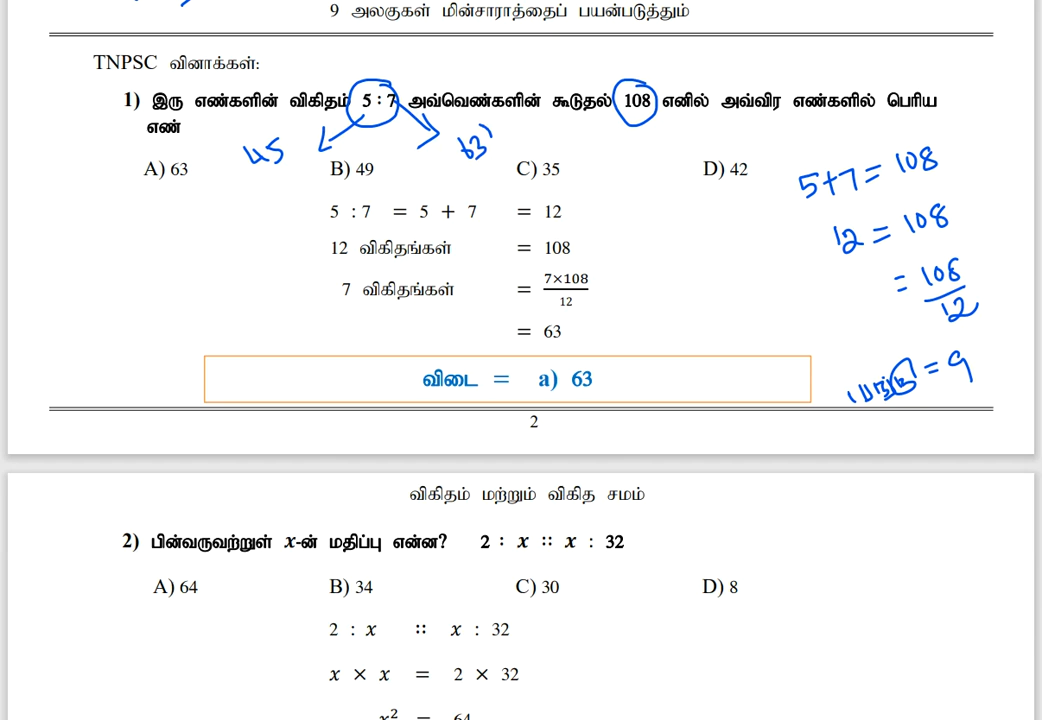 9 அலகுகள் மின்சாரத்தைப் பயன்படுத்தும்
TNPSC வினாக்கள்:
1) இரு எண்களின் விகிதம் 5 : 7 அவ்வெண்களின் கூடுதல் 108 எனில் அவ்விரு எண்களில் பெரிய
எண்
45 63
A) 63 B) 49 C) 35 D) 42
5 : 7 = 5 + 7 = 12
12 விகிதங்கள் = 108
7 விகிதங்கள் = 7×108/12
= 63
5+7 = 108
12 = 108
= 108/12
= 9
விடை = a) 63
2
விகிதம் மற்றும் விகித சமம்
2) பின்வருவற்றுள் x-ன் மதிப்பு என்ன? 2 : x :: x : 32
A) 64 B) 34 C) 30 D) 8
2 : x :: x : 32
x × x = 2 × 32
x² = 64